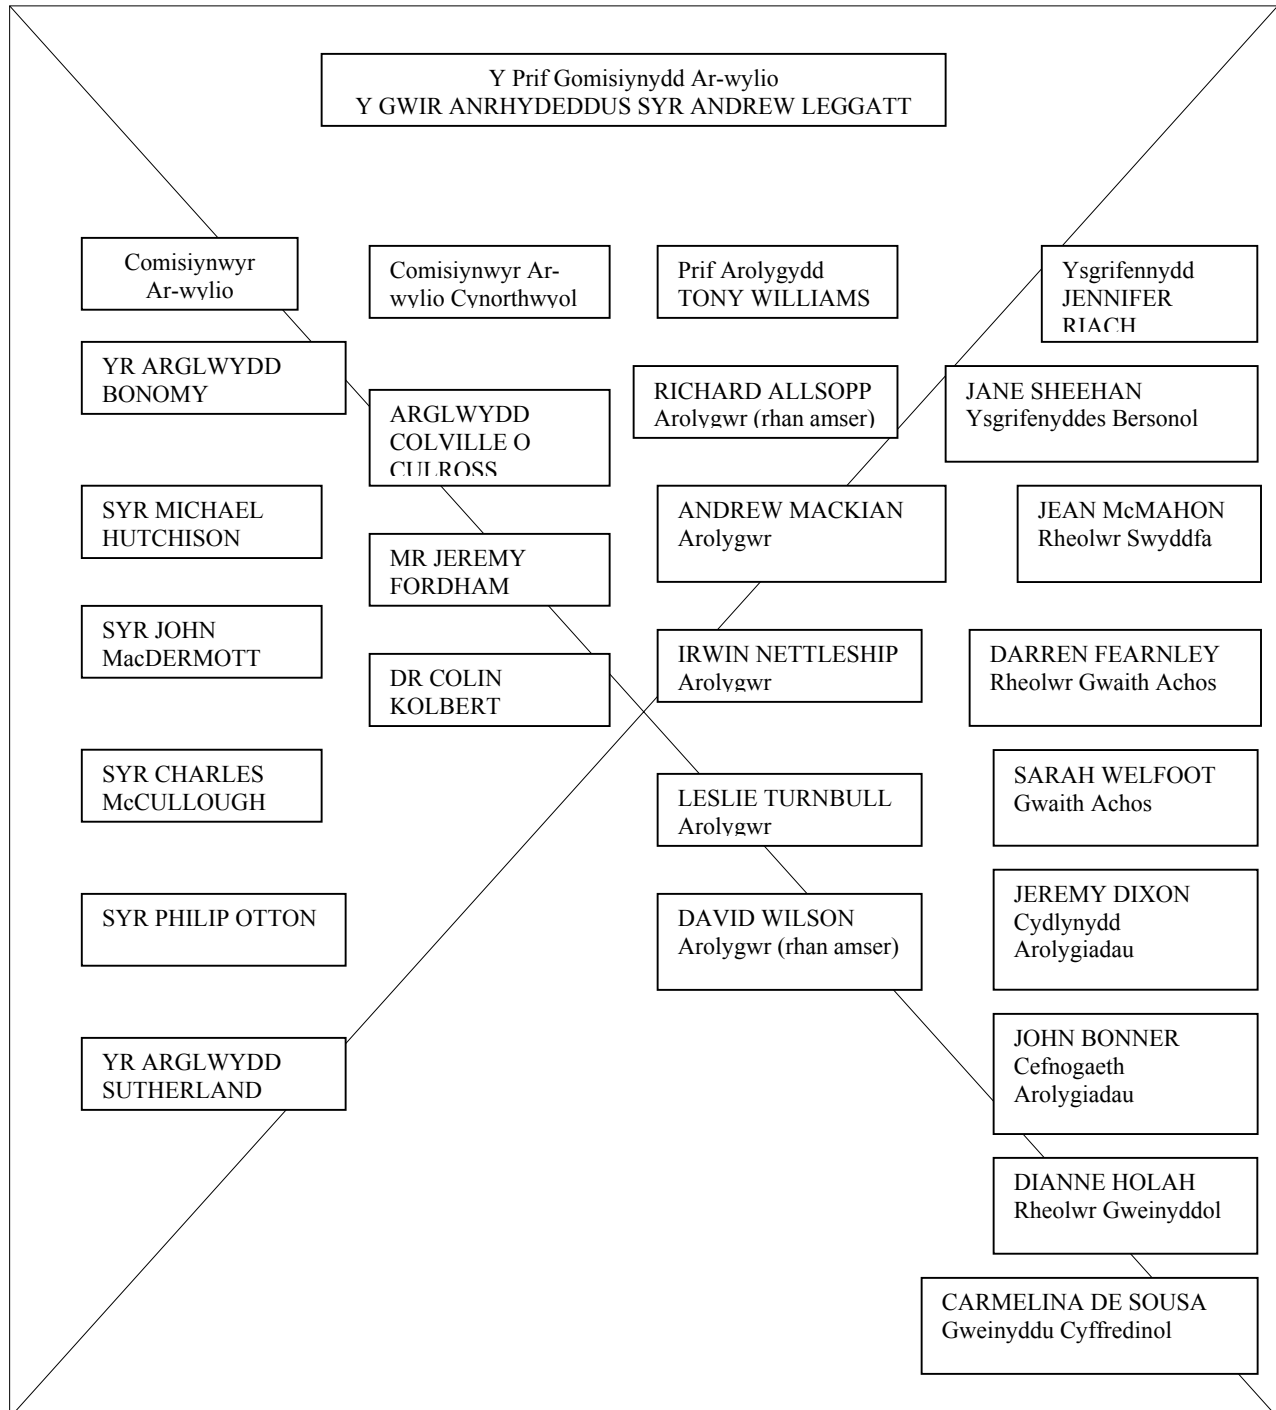 Y Prif Gomisiynydd Ar-wylio
Y GWIR ANRHYDEDDUS SYR ANDREW LEGGATT
Comisiynwyr
Ar-wylio
YR ARGLWYDD
BONOMY
SYR MICHAEL
HUTCHISON
SYR JOHN
MacDERMOTT
SYR CHARLES
McCULLOUGH
SYR PHILIP OTTON
YR ARGLWYDD
SUTHERLAND
Comisiynwyr Ar-
wylio Cynorthwyol
ARGLWYDD
COLVILLE O
CULROSS
MR JEREMY
FORDHAM
DR COLIN
KOLBERT
Prif Arolygydd
TONY WILLIAMS
RICHARD ALLSOPP
Arolygwr (rhan amser)
ANDREW MACKIAN
Arolygwr
IRWIN NETTLESHIP
Arolygwr
LESLIE TURNBULL
Arolygwr
DAVID WILSON
Arolygwr (rhan amser)
Ysgrifennydd
JENNIFER
RIACH
JANE SHEEHAN
Ysgrifenyddes Bersonol
JEAN McMAHON
Rheolwr Swyddfa
DARREN FEARNLEY
Rheolwr Gwaith Achos
SARAH WELFOOT
Gwaith Achos
JEREMY DIXON
Cydlynydd
Arolygiadau
JOHN BONNER
Cefnogaeth
Arolygiadau
DIANNE HOLAH
Rheolwr Gweinyddol
CARMELINA DE SOUSA
Gweinyddu Cyffredinol